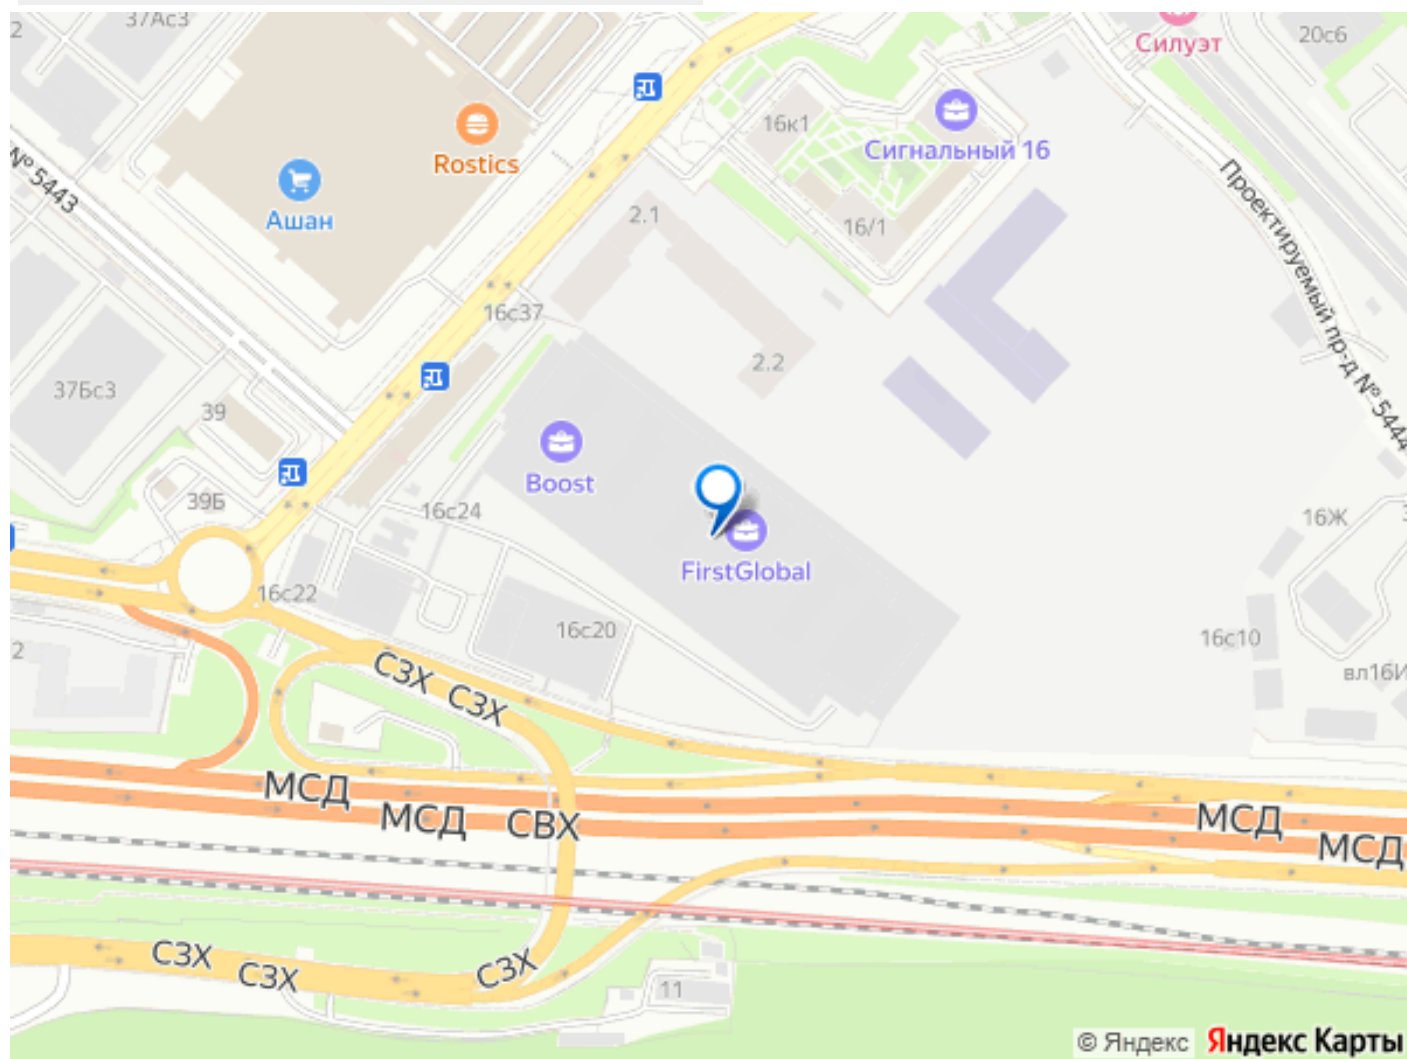 37Ас3
2
Силуэт
20с6
Rostics
16к1
Сигнальный 16
№ 5443
Ашан
2.1
16/1
Проектируемый пр-д № 5444
16с37
2.2
37Бс3
39
Boost
39Б
16с24
16Ж
FirstGlobal
16с22
16с20
16с10
2
вл16И
СЗХ
СЗХ
МСД
МСД
СВХ
МСД
МСД
СЗХ
СЗХ
СЗХ
11
© Яндекс
Яндекс Карты